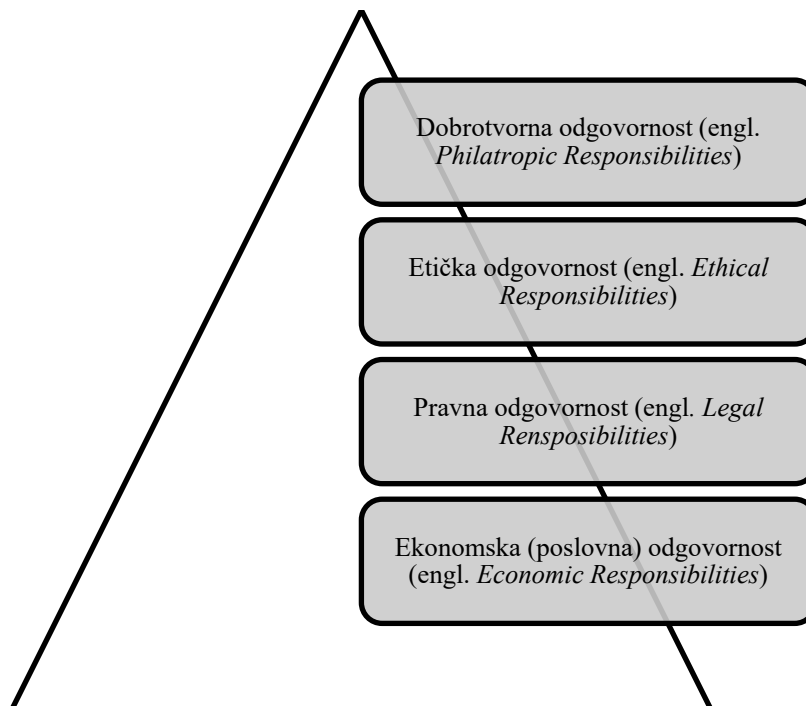 Dobrotvorna odgovornost (engl.
Philatropic Responsibilities)
Etička odgovornost (engl. Ethical
Responsibilities)
Pravna odgovornost (engl. Legal
Rensposibilities)
Ekonomska (poslovna) odgovornost
(engl. Economic Responsibilities)